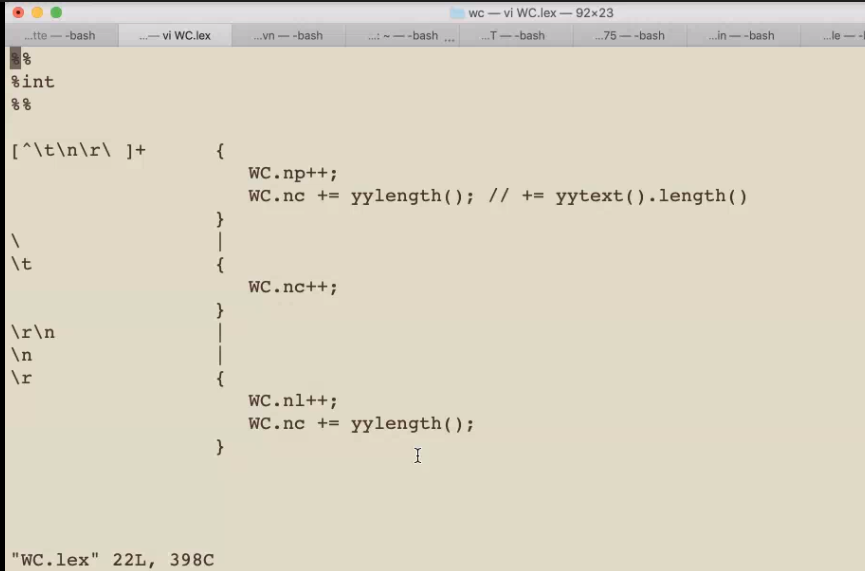 wc — vi WC.lex — 92×23
...tte — -bash ...— vi WC.lex ...vn — -bash ...: ~ — -bash ... ...T — -bash ...75 — -bash ...in — -bash ...le —
%%
%int
%%
[^\t\n\r\ ]+ {
WC.np++;
WC.nc += yylength(); // += yytext().length()
}
\ |
\t {
WC.nc++;
}
\r\n |
\n |
\r {
WC.nl++;
WC.nc += yylength();
}
"WC.lex" 22L, 398C